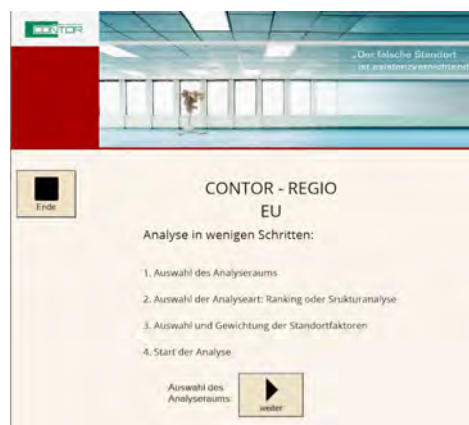 CONTOR
„Der falsche Standort
ist existenzvernichtend
Ende
CONTOR - REGIO
EU
Analyse in wenigen Schritten:
1. Auswahl des Analyseraums
2. Auswahl der Analyseart: Ranking oder Srukturanalyse
3. Auswahl und Gewichtung der Standortfaktoren
4. Start der Analyse
Auswahl des
Analyseraums
weiter